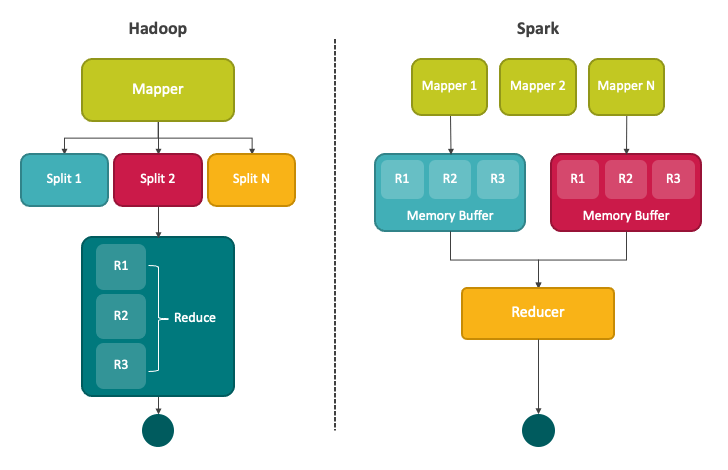 Hadoop
Mapper
Split 1
Split 2
Split N
R1
R2
R3
Reduce
Spark
Mapper 1
Mapper 2
Mapper N
R1
R2
R3
Memory Buffer
R1
R2
R3
Memory Buffer
Reducer